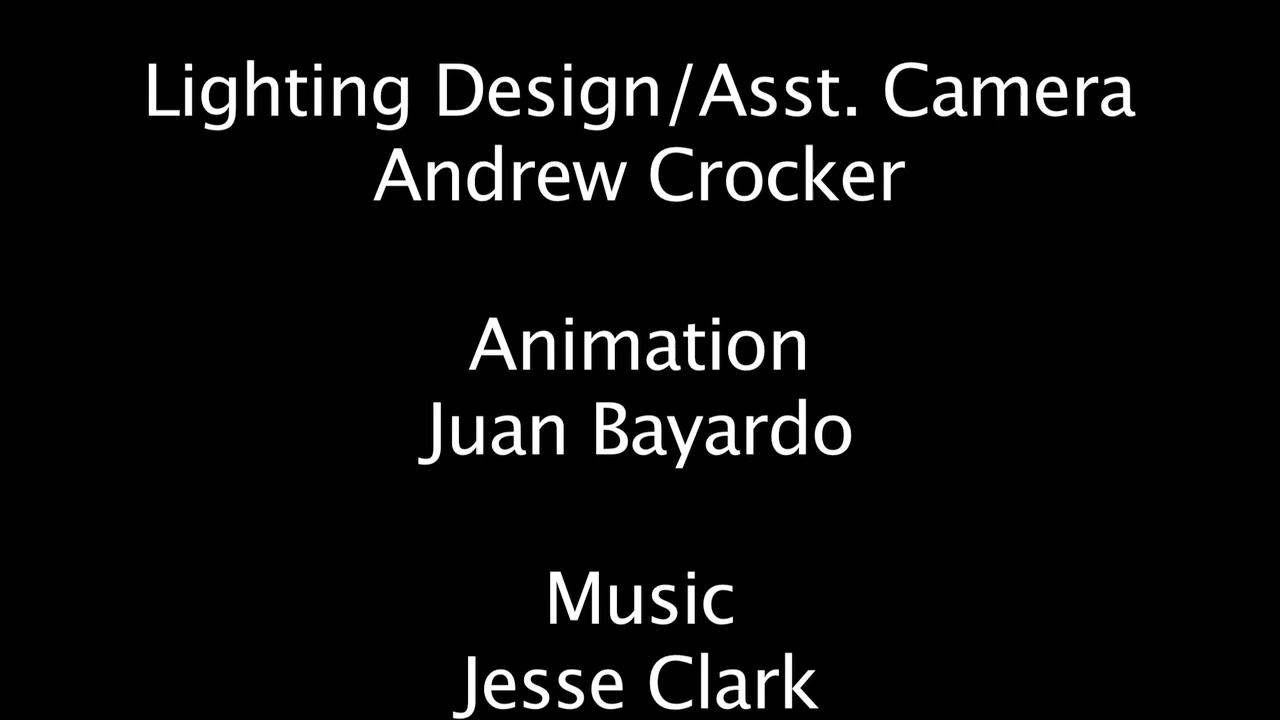 Lighting Design/Asst. Camera
Andrew Crocker
Animation
Juan Bayardo
Music
Jesse Clark